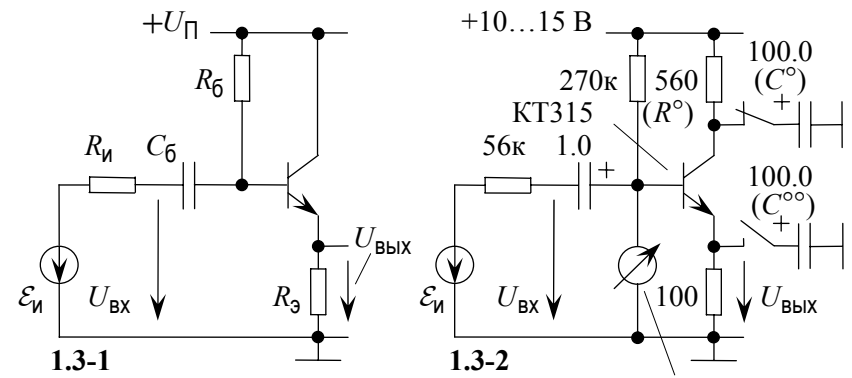 +UП
Rб
Rи
Cб
Uвых
ℰи
Uвх
Rэ
1.3-1
+10…15 В
100.0
(C°)
+
270к
560
(R°)
КТ315
56к
1.0
+
100.0
(C°°)
+
ℰи
Uвх
100
Uвых
1.3-2